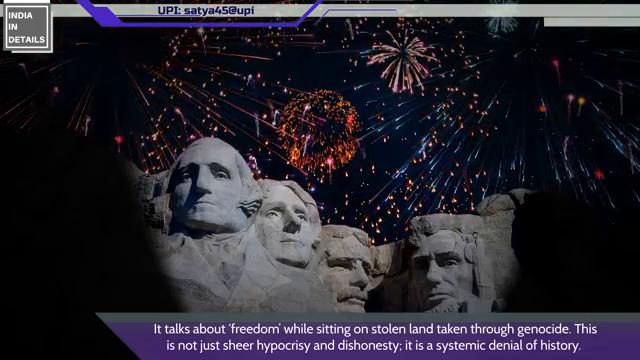 UPI: satya45@upi
INDIA
IN
DETAILS
It talks about 'freedom' while sitting on stolen land taken through genocide. This
is not just sheer hypocrisy and dishonesty; it is a systemic denial of history.